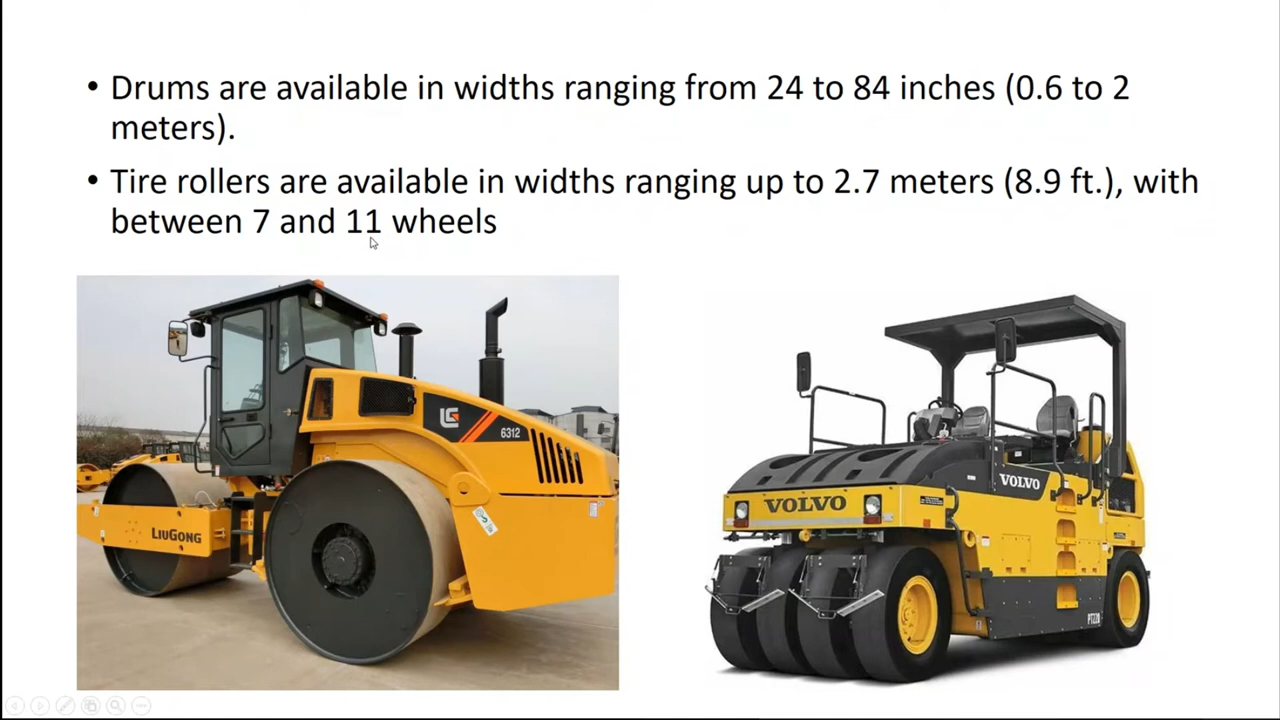 • Drums are available in widths ranging from 24 to 84 inches (0.6 to 2
meters).
• Tire rollers are available in widths ranging up to 2.7 meters (8.9 ft.), with
between 7 and 11 wheels
LG
6312
LIUGONG
VOLVO
VOLVO
PT220